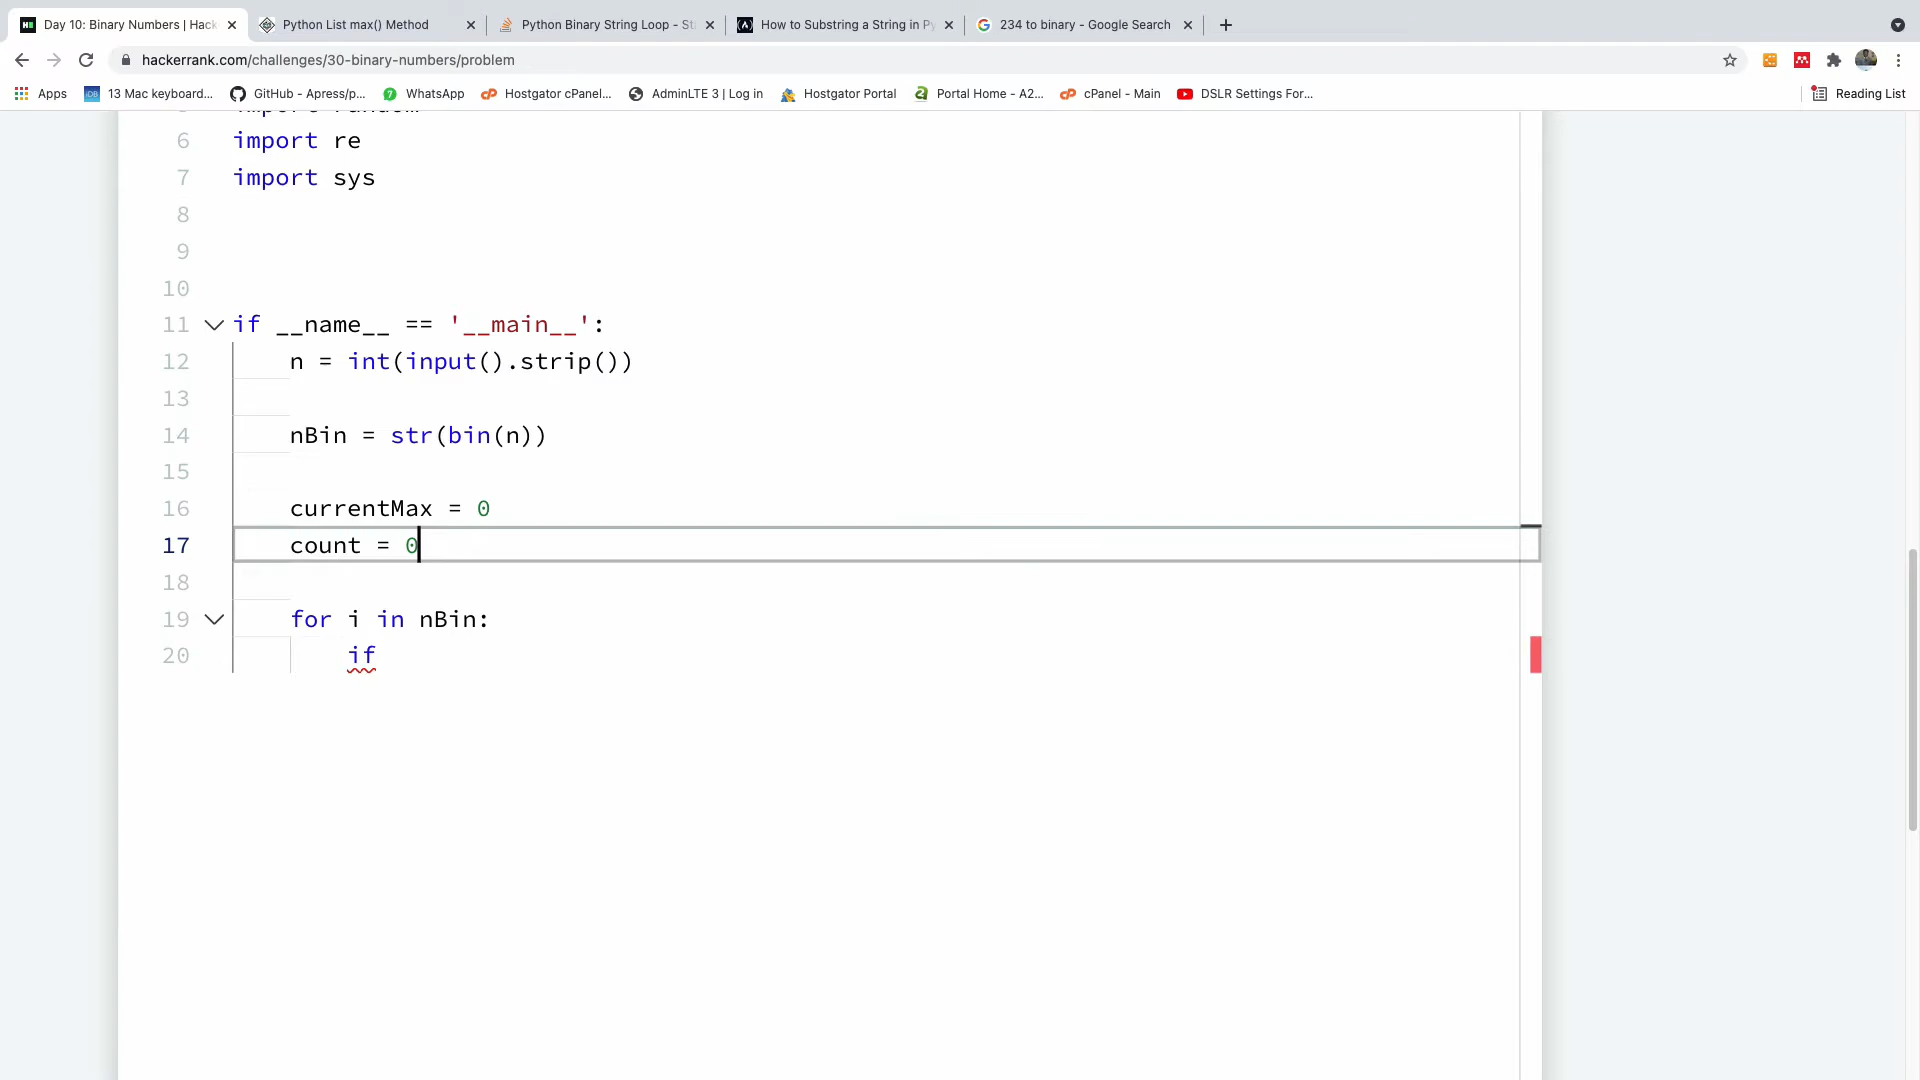 Day 10: Binary Numbers | Hack
Python List max() Method
Python Binary String Loop - St
How to Substring a String in Py
234 to binary - Google Search
hackerrank.com/challenges/30-binary-numbers/problem
Apps
13 Mac keyboard...
GitHub - Apress/p...
WhatsApp
Hostgator cPanel...
AdminLTE 3 | Log in
Hostgator Portal
Portal Home - A2...
cPanel - Main
DSLR Settings For...
Reading List
6 import re
7 import sys
8
9
10
11 if __name__ == '__main__':
12 n = int(input().strip())
13
14 nBin = str(bin(n))
15
16 currentMax = 0
17 count = 0
18
19 for i in nBin:
20 if